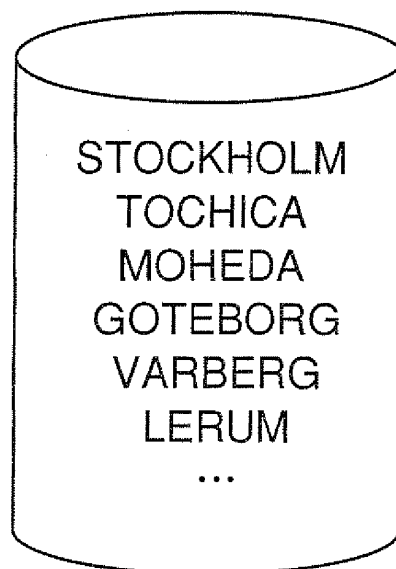 STOCKHOLM
TOCHICA
MOHEDA
GOTEBORG
VARBERG
LERUM
...